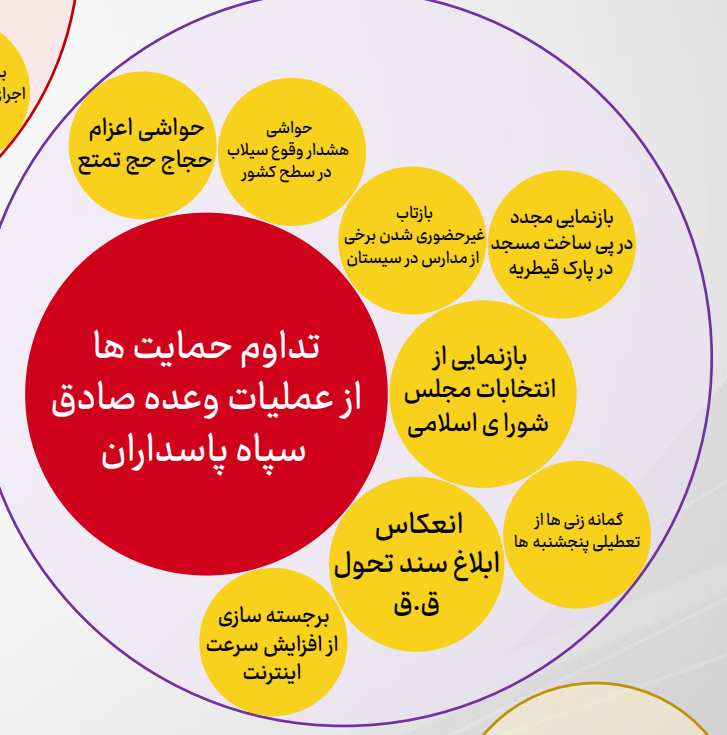 حواشی اعزام
حجاج حج تمتع
حواشی
هشدار وقوع سیلاب
در سطح کشور
بازتاب
غیرحضوری شدن برخی
از مدارس در سیستان
بازنمایی مجدد
در پی ساخت مسجد
در پارک قیطریه
تداوم حمایت ها
از عملیات وعده صادق
سپاه پاسداران
بازنمایی از
انتخابات مجلس
شورا ی اسلامی
گمانه زنی ها از
تعطیلی پنجشنبه ها
انعکاس
ابلاغ سند تحول
ق.ق
برجسته سازی
از افزایش سرعت
اینترنت